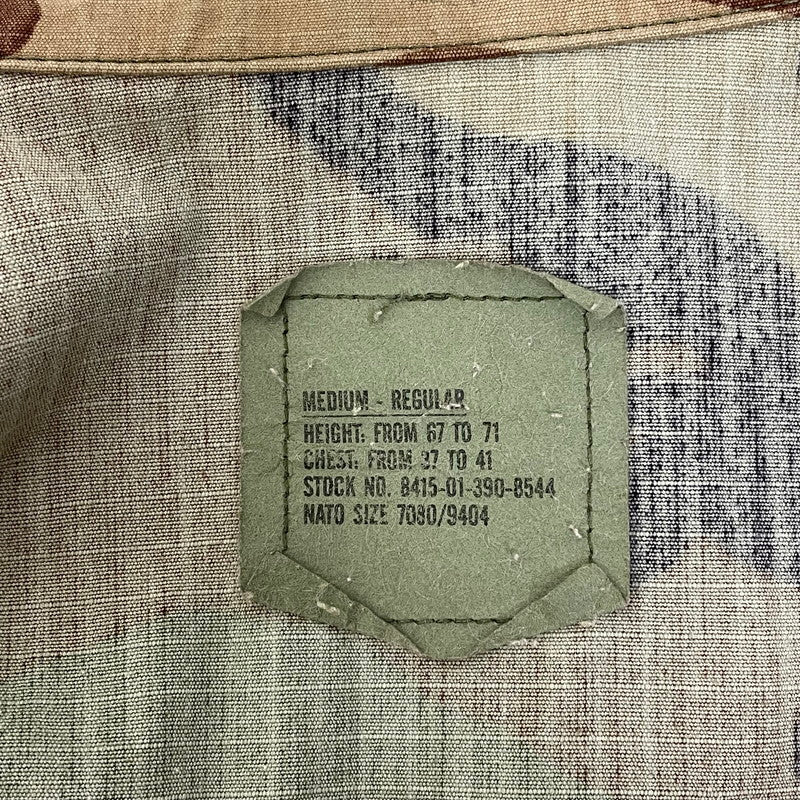 MEDIUM - REGULAR
HEIGHT: FROM 67 TO 71
CHEST: FROM 37 TO 41
STOCK NO. 8415-01-390-8544
NATO SIZE 7080/9404